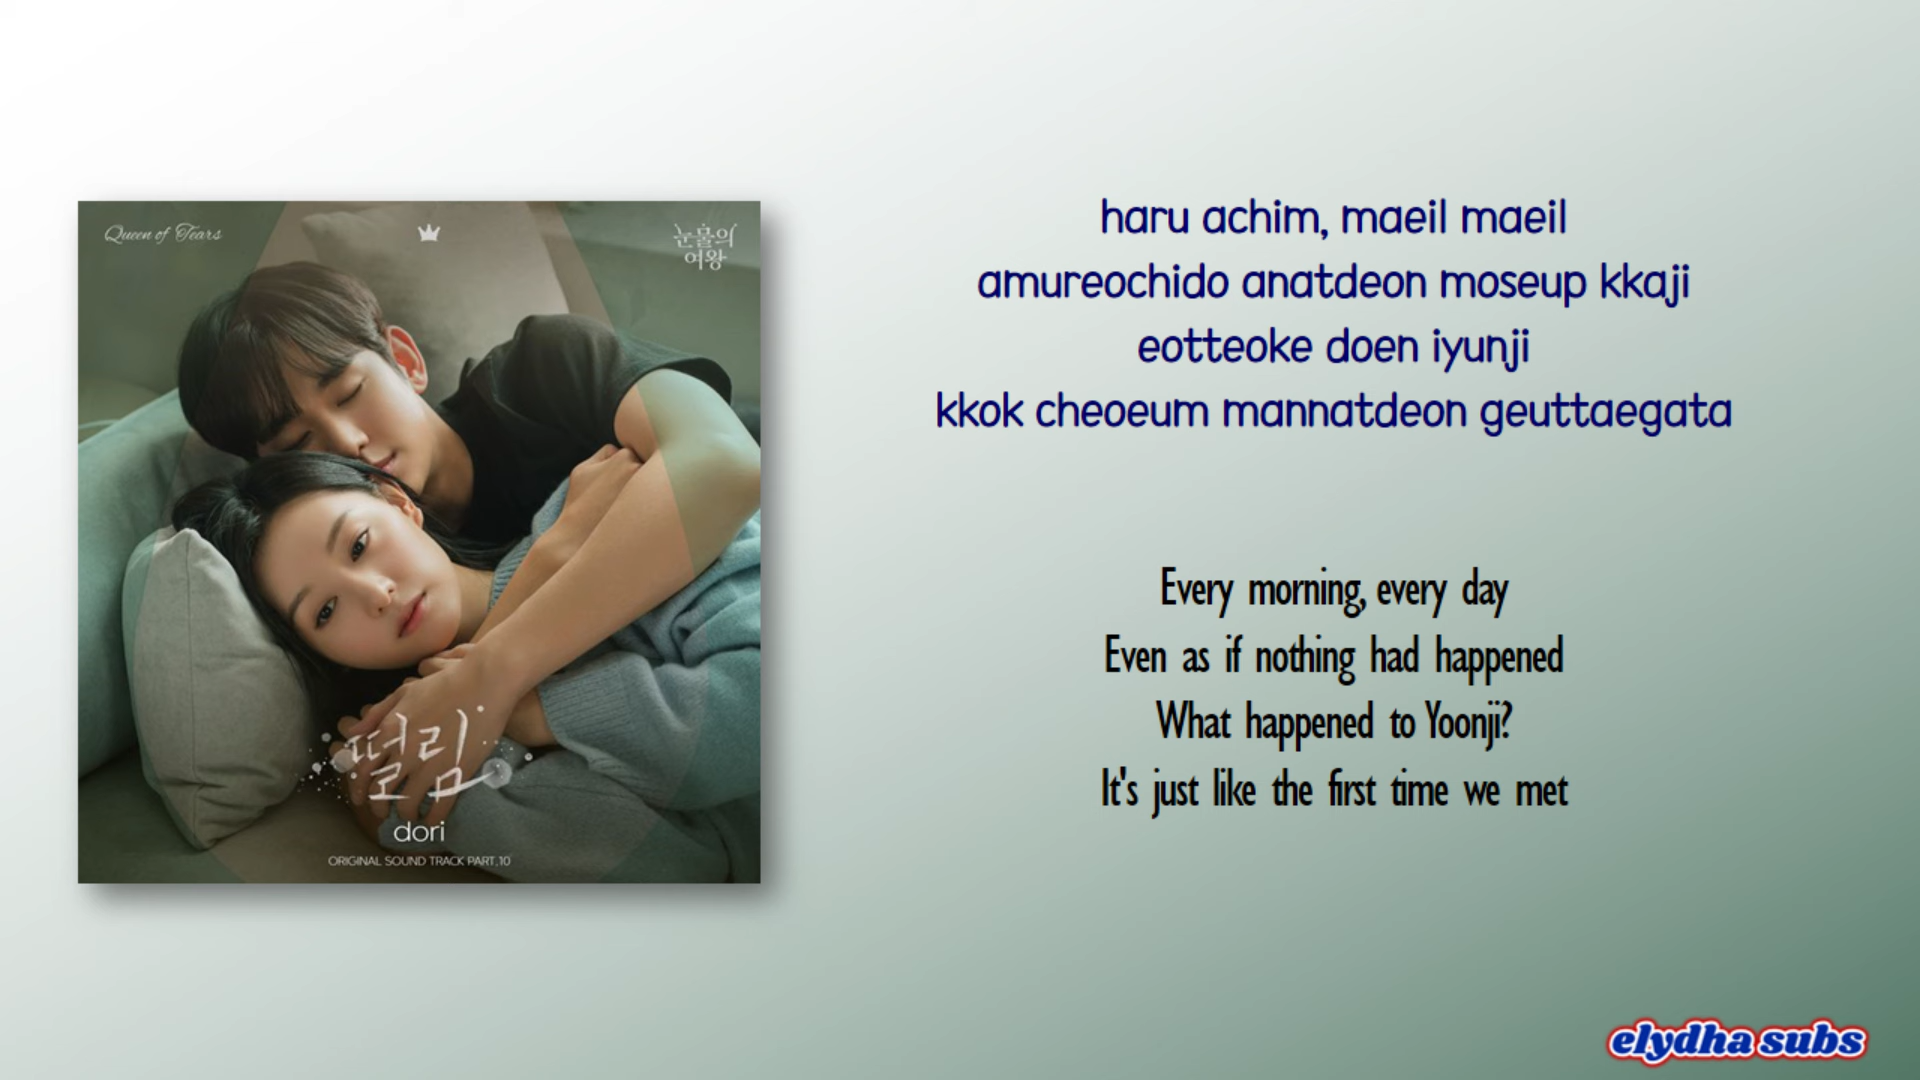 Queen of Tears
눈물의
여왕
떨림
dori
ORIGINAL SOUND TRACK PART.10
haru achim, maeil maeil
amureochido anatdeon moseup kkaji
eotteoke doen iyunji
kkok cheoeum mannatdeon geuttaegata
Every morning, every day
Even as if nothing had happened
What happened to Yoonji?
It's just like the first time we met
elydha subs